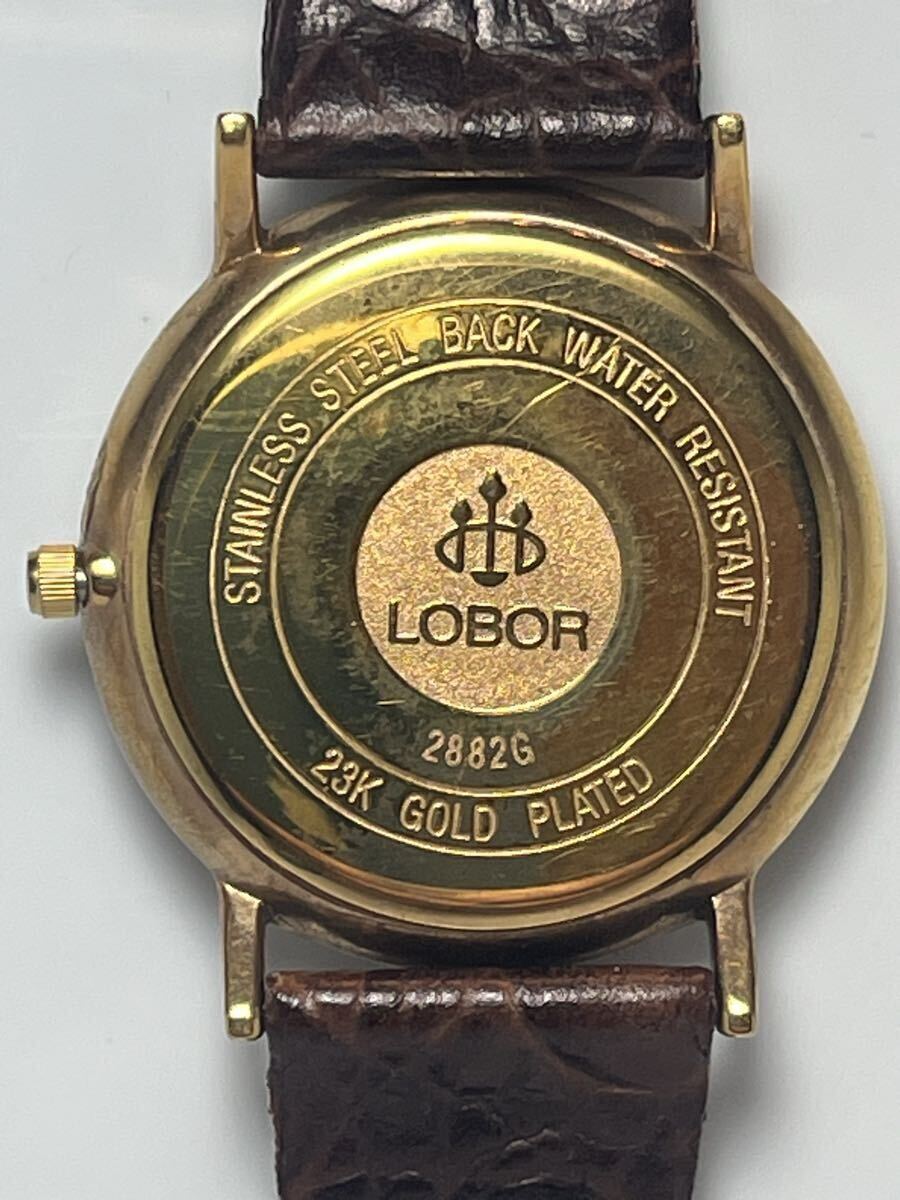 STAINLESS STEEL BACK WATER RESISTANT
LOBOR
2882G
23K GOLD PLATED